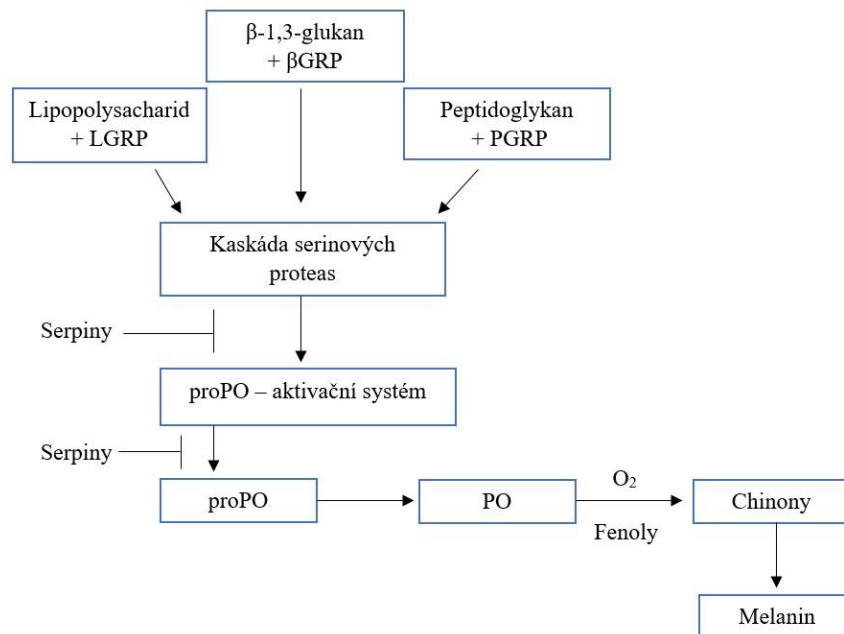 β-1,3-glukan
+ βGRP
Lipopolysacharid
+ LGRP
Peptidoglykan
+ PGRP
Kaskáda serinových
proteas
Serpiny
proPO – aktivační systém
Serpiny
proPO
PO
O₂
Fenoly
Chinony
Melanin